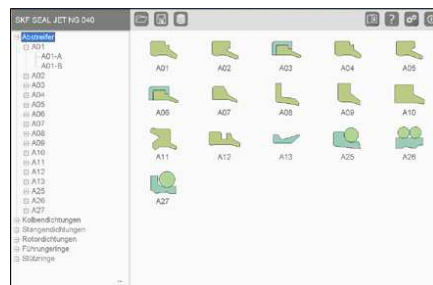 SKF SEAL JET NG 040
Abstreifer
A01
A01-A
A01-B
A02
A03
A04
A05
A06
A07
A08
A09
A10
A11
A12
A13
A25
A26
A27
Kolbendichtungen
Stangendichtungen
Rotordichtungen
Führungsringe
Stützringe
A01 A02 A03 A04 A05
A06 A07 A08 A09 A10
A11 A12 A13 A25 A26
A27